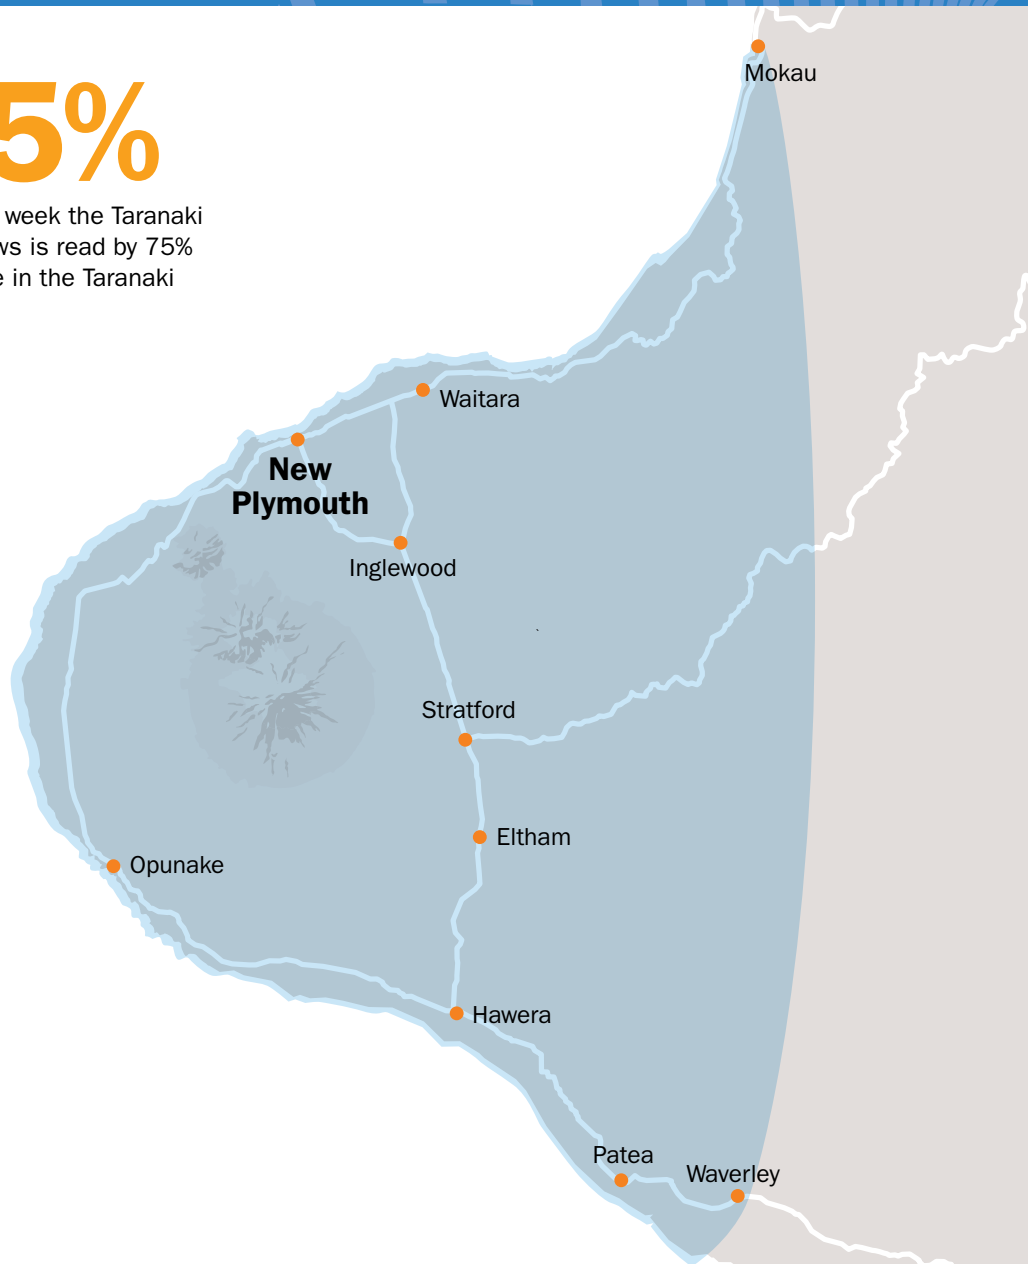 Mokau
5%
week the Taranaki
ws is read by 75%
e in the Taranaki
Waitara
New
Plymouth
Inglewood
Stratford
Eltham
Opunake
Hawera
Patea
Waverley